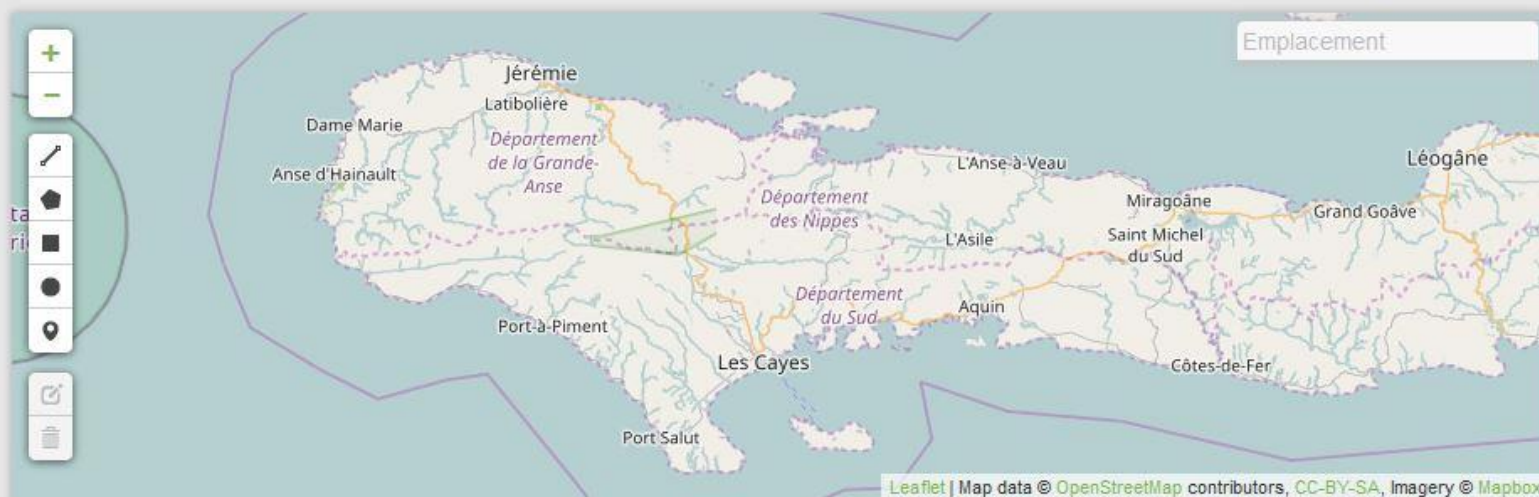 +
Emplacement
−
Jérémie
Latibolière
Dame Marie
Département
de la Grande-
Anse
Anse d'Hainault
L'Anse-à-Veau
Léogâne
Département
des Nippes
Miragoâne
Grand Goâve
ta
L'Asile
Saint Michel
du Sud
Département
du Sud
Aquin
Port-à-Piment
Les Cayes
Côtes-de-Fer
Port Salut
Leaflet | Map data © OpenStreetMap contributors, CC-BY-SA, Imagery © Mapbo